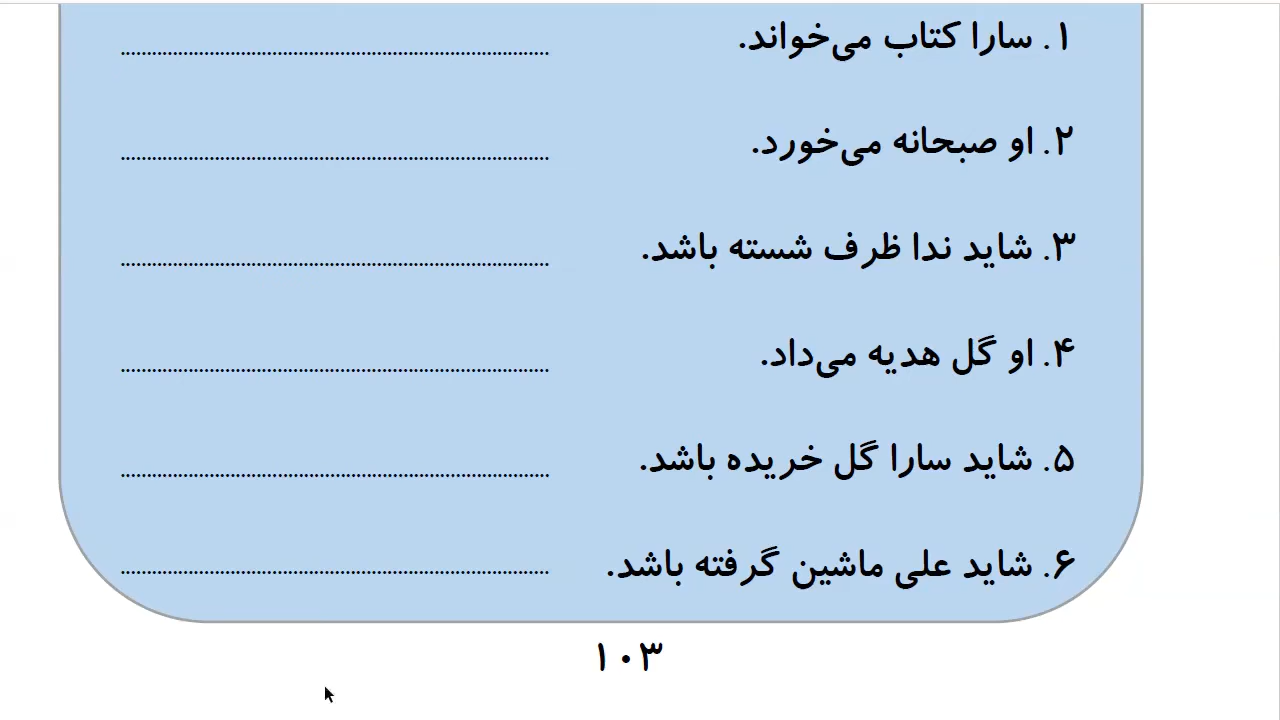 ۱. سارا کتاب می‌خواند. ........................................
۲. او صبحانه می‌خورد. ........................................
۳. شاید ندا ظرف شسته باشد. ........................................
۴. او گل هدیه می‌داد. ........................................
۵. شاید سارا گل خریده باشد. ........................................
۶. شاید علی ماشین گرفته باشد. ........................................
۱۰۳